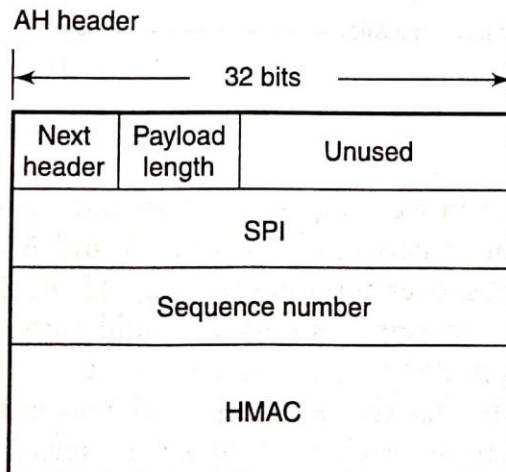 AH header
32 bits
Next header
Payload length
Unused
SPI
Sequence number
HMAC